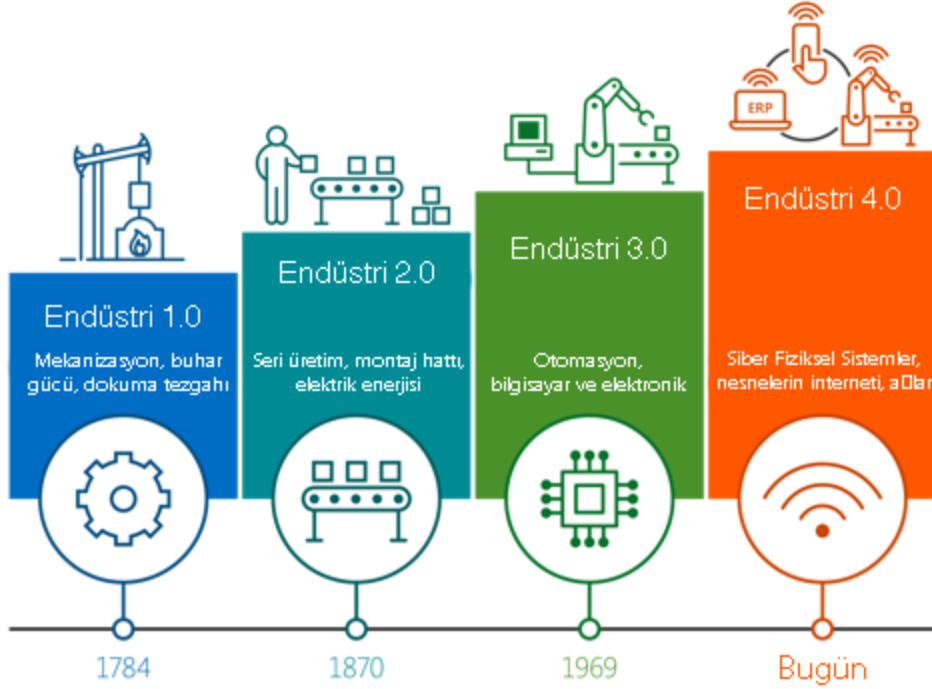 ERP
Endüstri 1.0
Mekanizasyon, buhar
gücü, dokuma tezgahı
1784
Endüstri 2.0
Seri üretim, montaj hattı,
elektrik enerjisi
1870
Endüstri 3.0
Otomasyon,
bilgisayar ve elektronik
1969
Endüstri 4.0
Siber Fiziksel Sistemler,
nesnelerin interneti, a▯lar
Bugün